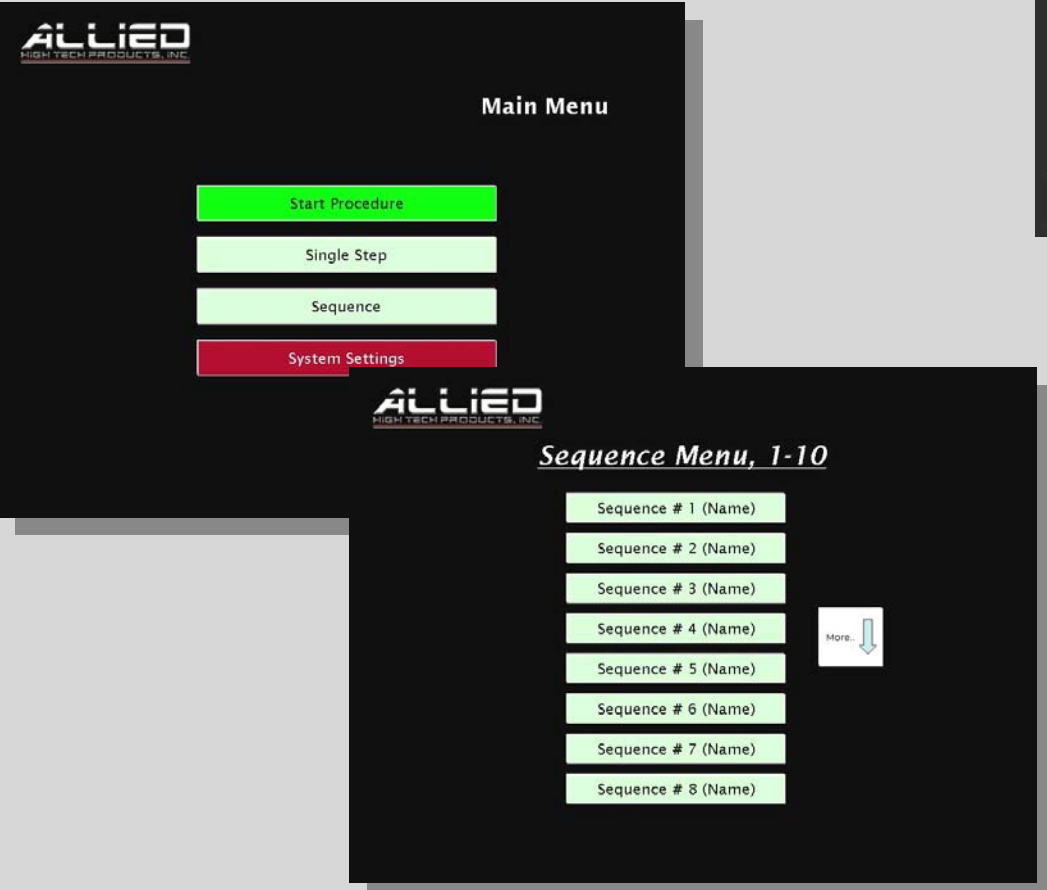 ALLiED
HIGH TECH PRODUCTS, INC.
Main Menu
Start Procedure
Single Step
Sequence
System Settings
ALLiED
HIGH TECH PRODUCTS, INC.
Sequence Menu, 1-10
Sequence # 1 (Name)
Sequence # 2 (Name)
Sequence # 3 (Name)
Sequence # 4 (Name)
More..
Sequence # 5 (Name)
Sequence # 6 (Name)
Sequence # 7 (Name)
Sequence # 8 (Name)